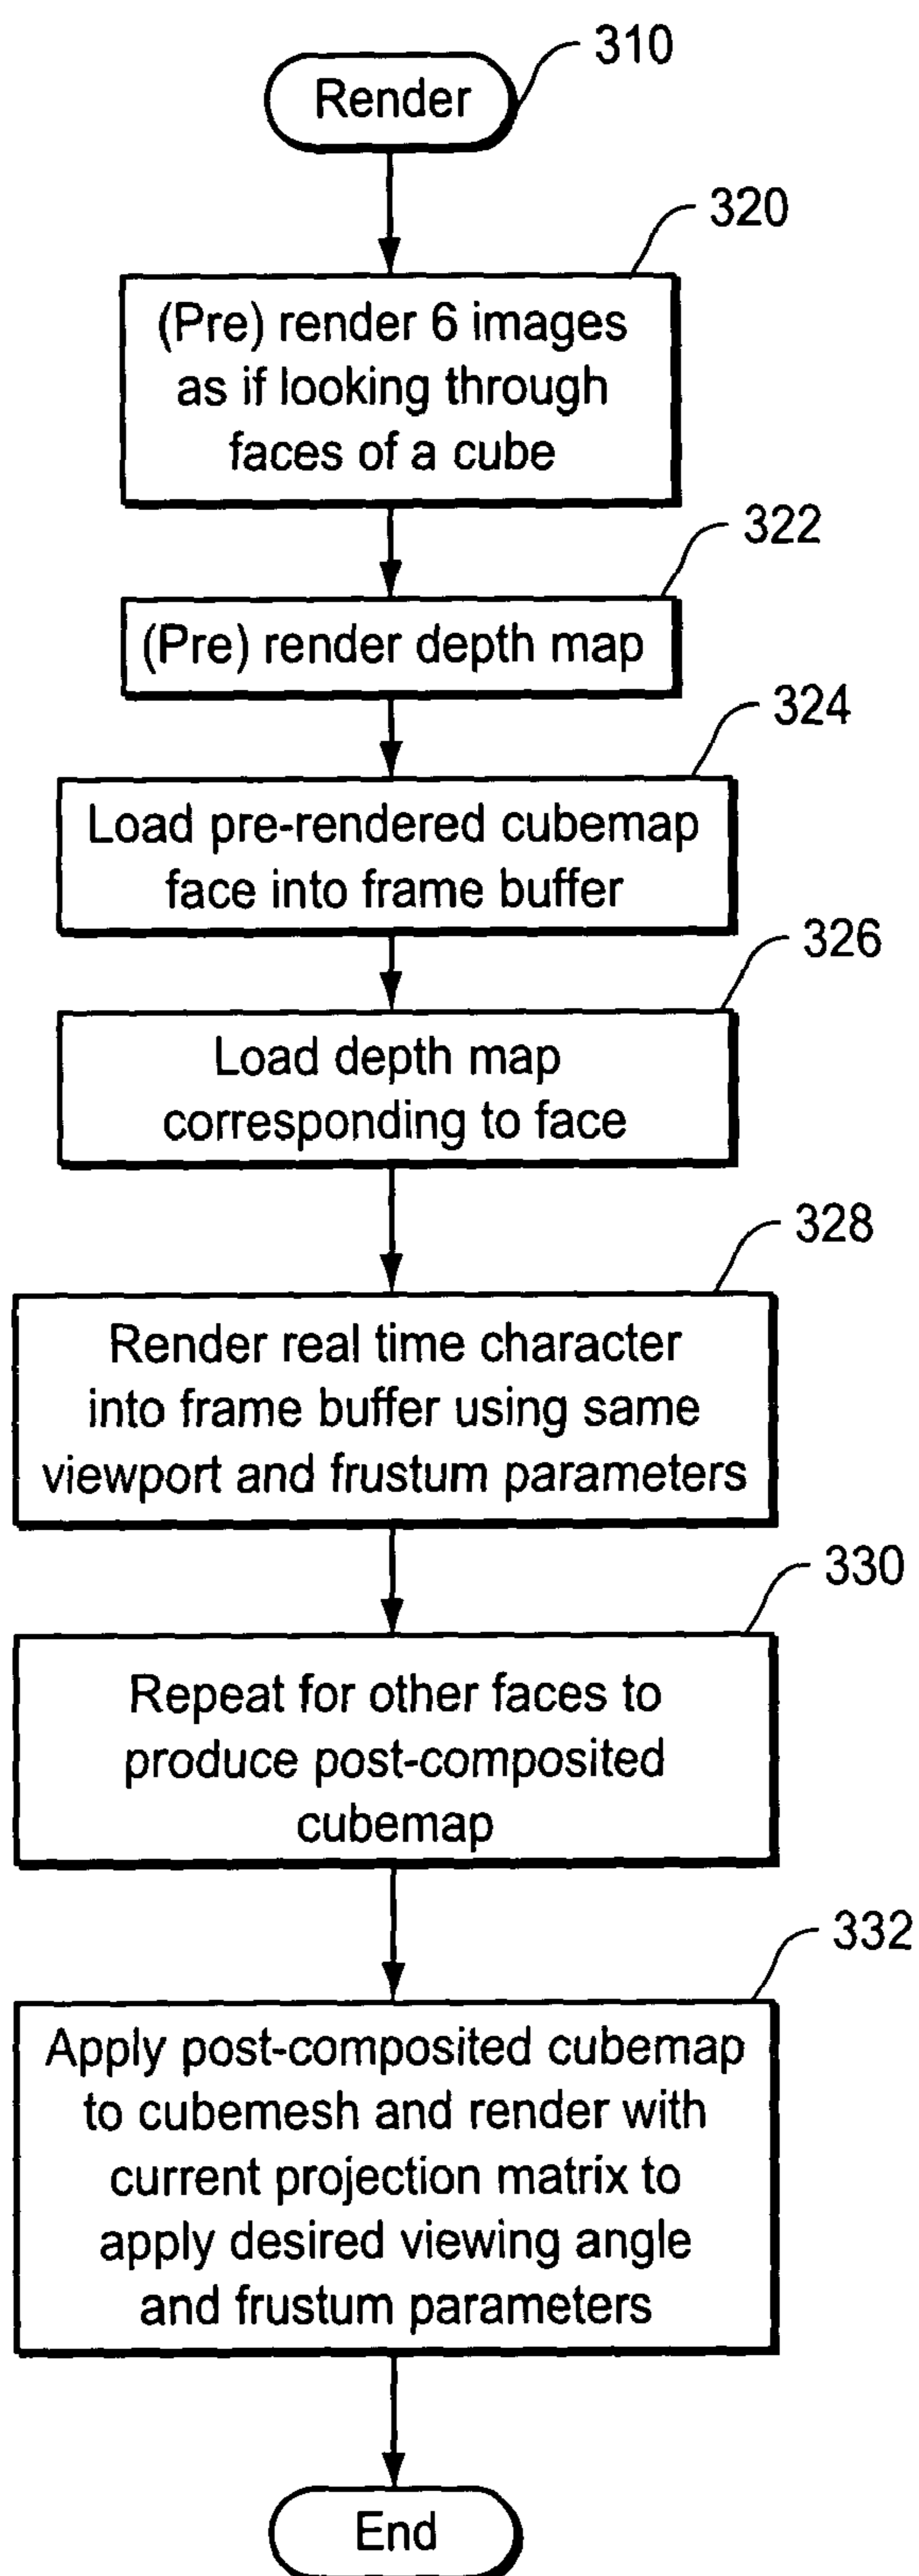 310
Render
320
(Pre) render 6 images
as if looking through
faces of a cube
322
(Pre) render depth map
324
Load pre-rendered cubemap
face into frame buffer
326
Load depth map
corresponding to face
328
Render real time character
into frame buffer using same
viewport and frustum parameters
330
Repeat for other faces to
produce post-composited
cubemap
332
Apply post-composited cubemap
to cubemesh and render with
current projection matrix to
apply desired viewing angle
and frustum parameters
End